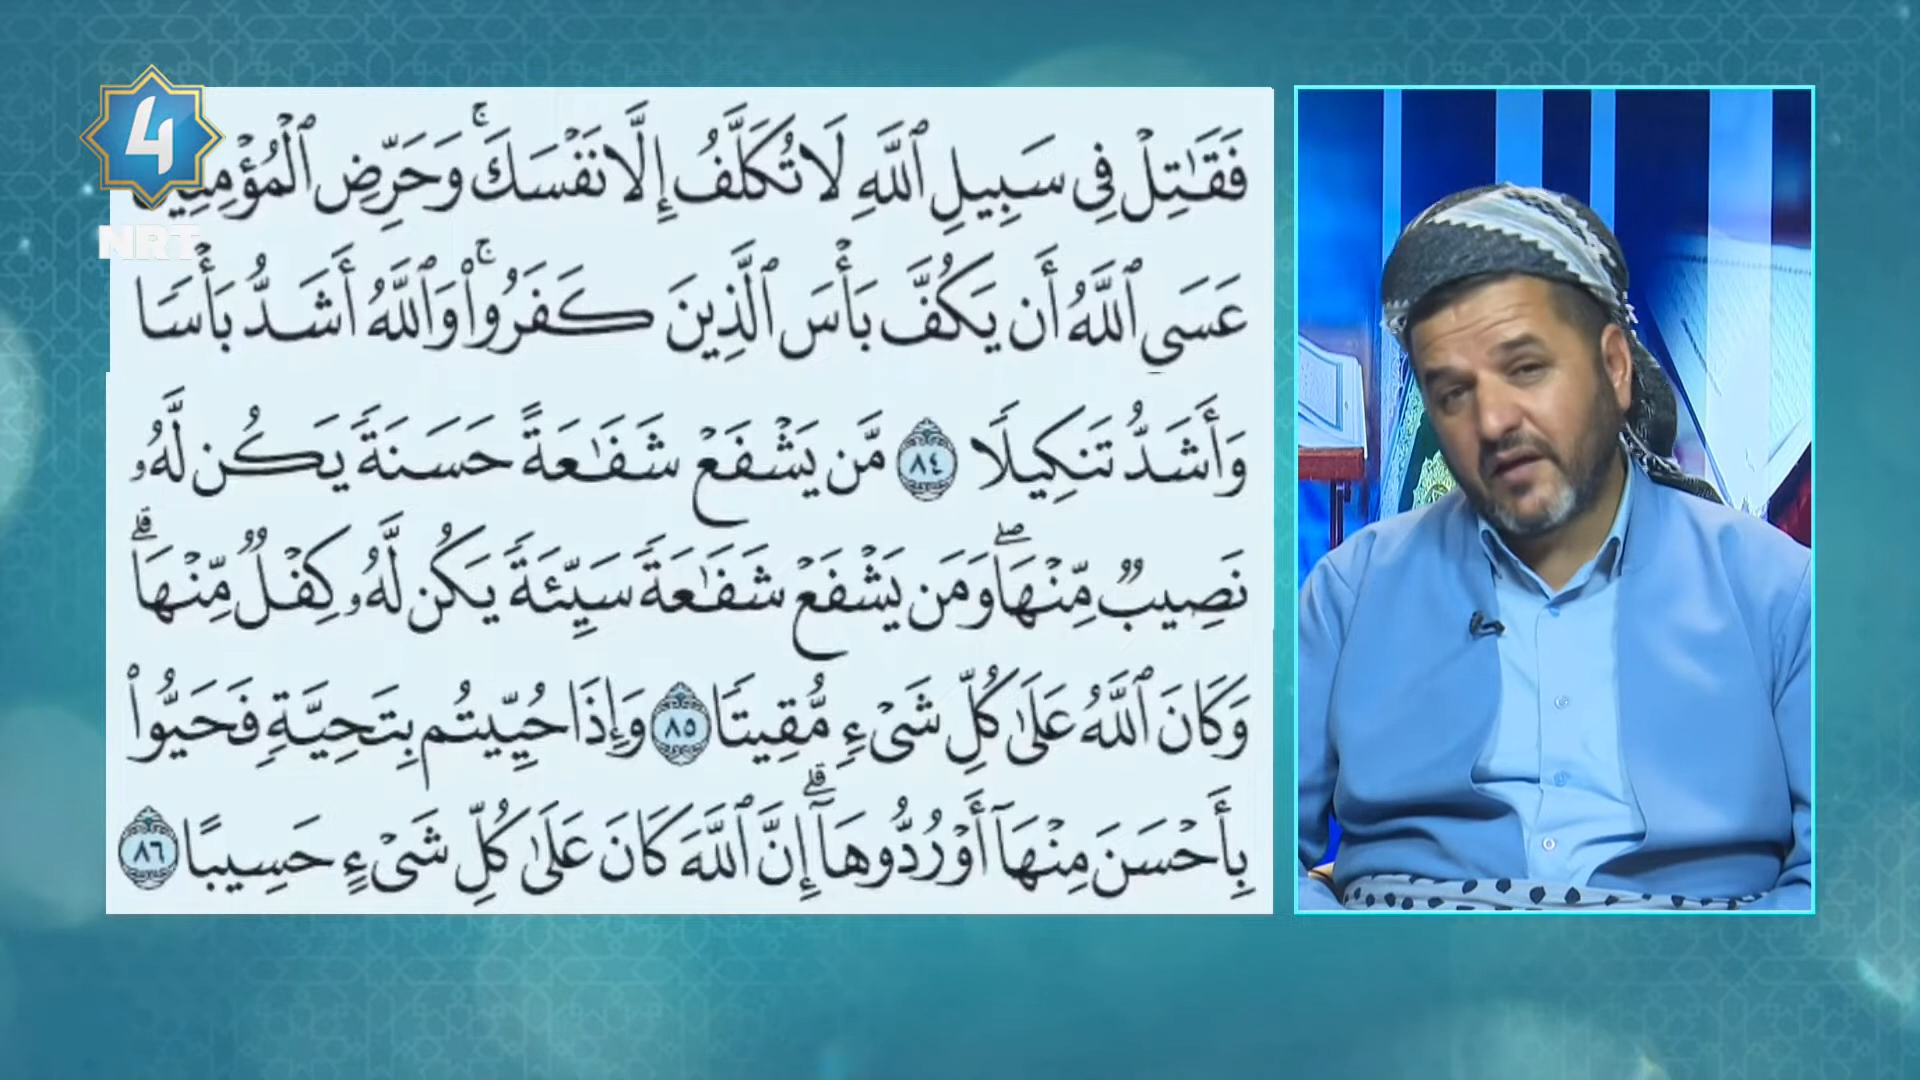 4
NRT
فَقَٰتِلْ فِى سَبِيلِ ٱللَّهِ لَا تُكَلَّفُ إِلَّا نَفْسَكَ ۚ وَحَرِّضِ ٱلْمُؤْمِنِينَ
عَسَى ٱللَّهُ أَن يَكُفَّ بَأْسَ ٱلَّذِينَ كَفَرُوا۟ ۚ وَٱللَّهُ أَشَدُّ بَأْسًا
وَأَشَدُّ تَنكِيلًا ٨٤ مَّن يَشْفَعْ شَفَٰعَةً حَسَنَةً يَكُن لَّهُۥ
نَصِيبٌ مِّنْهَا ۖ وَمَن يَشْفَعْ شَفَٰعَةً سَيِّئَةً يَكُن لَّهُۥ كِفْلٌ مِّنْهَا ۗ
وَكَانَ ٱللَّهُ عَلَىٰ كُلِّ شَىْءٍ مُّقِيتًا ٨٥ وَإِذَا حُيِّيتُم بِتَحِيَّةٍ فَحَيُّوا۟
بِأَحْسَنَ مِنْهَآ أَوْ رُدُّوهَآ ۗ إِنَّ ٱللَّهَ كَانَ عَلَىٰ كُلِّ شَىْءٍ حَسِيبًا ٨٦